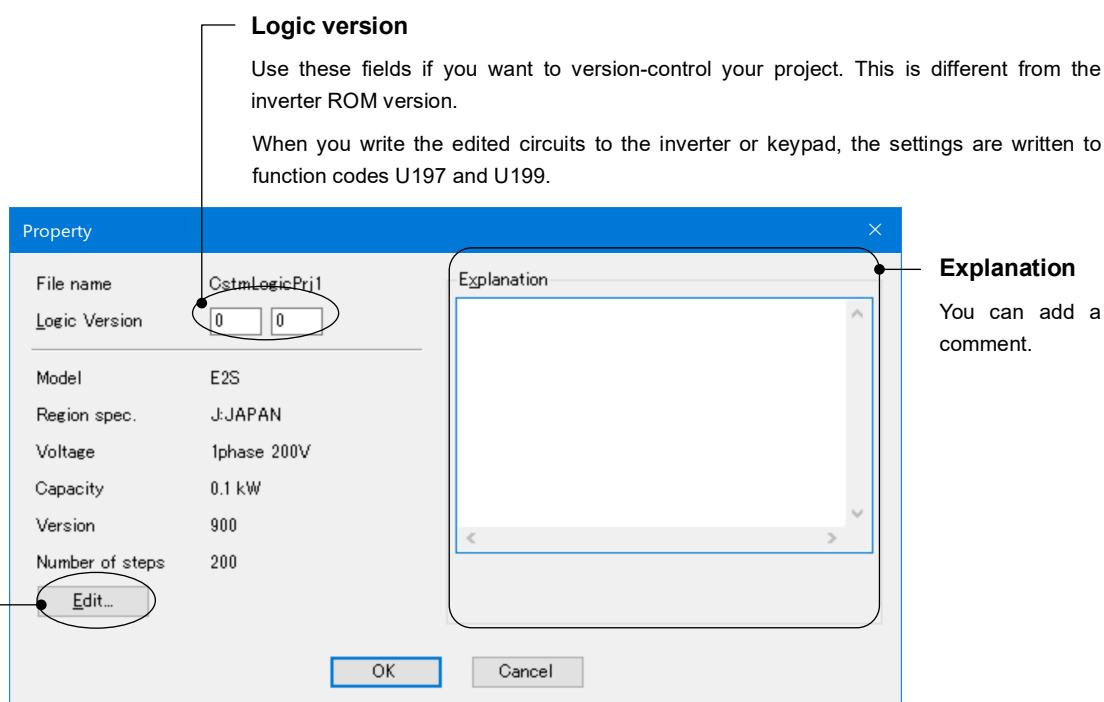 Logic version
Use these fields if you want to version-control your project. This is different from the
inverter ROM version.
When you write the edited circuits to the inverter or keypad, the settings are written to
function codes U197 and U199.
Property
File name CstmLogicPrj1
Logic Version 0 0
Model E2S
Region spec. J:JAPAN
Voltage 1phase 200V
Capacity 0.1 kW
Version 900
Number of steps 200
Edit...
Explanation
OK Cancel
Explanation
You can add a
comment.